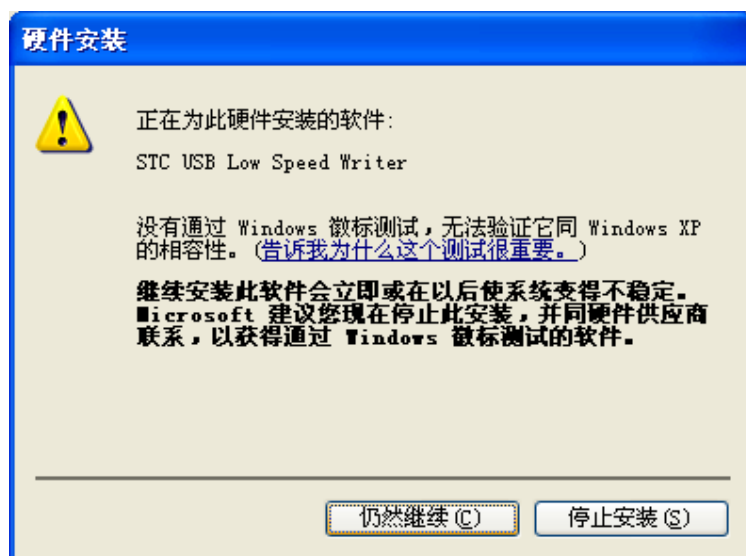 硬件安装
正在为此硬件安装的软件:
STC USB Low Speed Writer
没有通过 Windows 徽标测试，无法验证它同 Windows XP
的相容性。(告诉我为什么这个测试很重要。)
继续安装此软件会立即或在以后使系统变得不稳定。
Microsoft 建议您现在停止此安装，并同硬件供应商
联系，以获得通过 Windows 徽标测试的软件。
仍然继续(C)
停止安装(S)